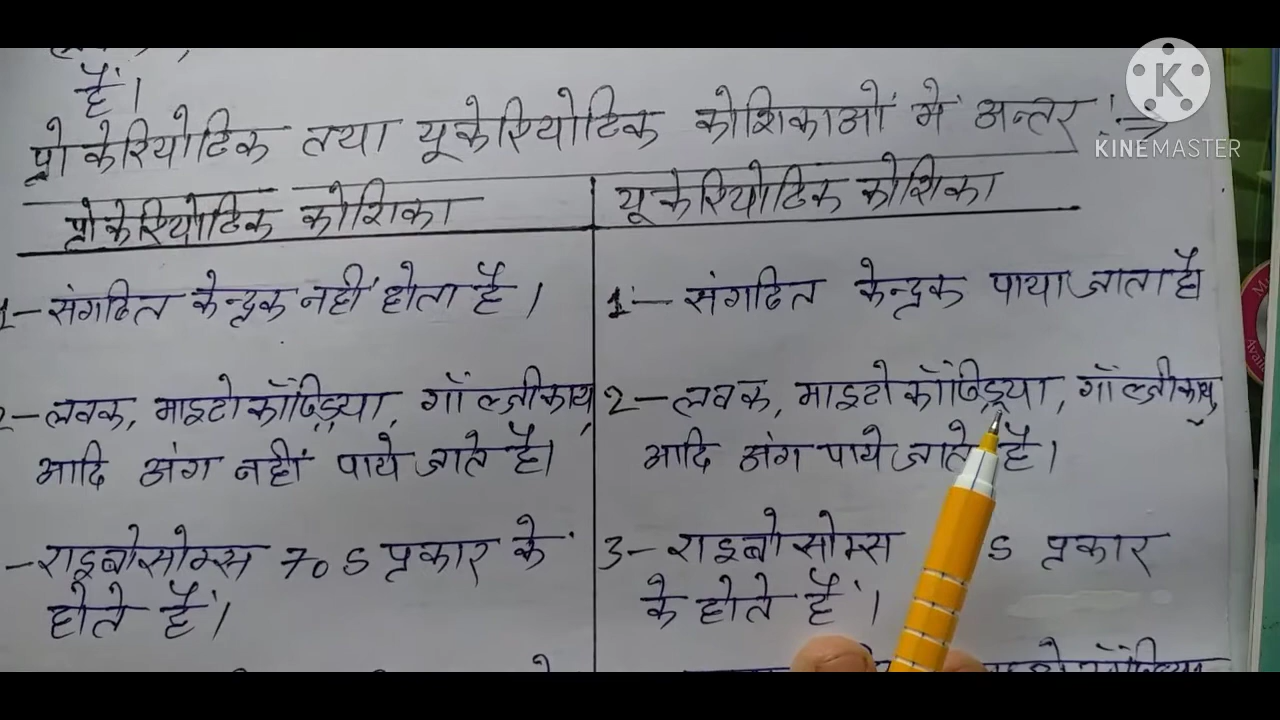 हैं।
प्रोकेरियोटिक तथा यूकेरियोटिक कोशिकाओं में अन्तर :⇒
प्रोकेरियोटिक कोशिका
यूकेरियोटिक कोशिका
1- संगठित केन्द्रक नहीं होता है।
2- लवक, माइटोकॉण्ड्रिया, गॉल्जीकाय,
आदि अंग नहीं पाये जाते है।
- राइबोसोम्स 70 S प्रकार के
होते हैं।
1:- संगठित केन्द्रक पाया जाता है।
2- लवक, माइटोकॉण्ड्रिया, गॉल्जीकाय,
आदि अंग पाये जाते है।
3- राइबोसोम्स S प्रकार
के होते हैं।
K
KINEMASTER